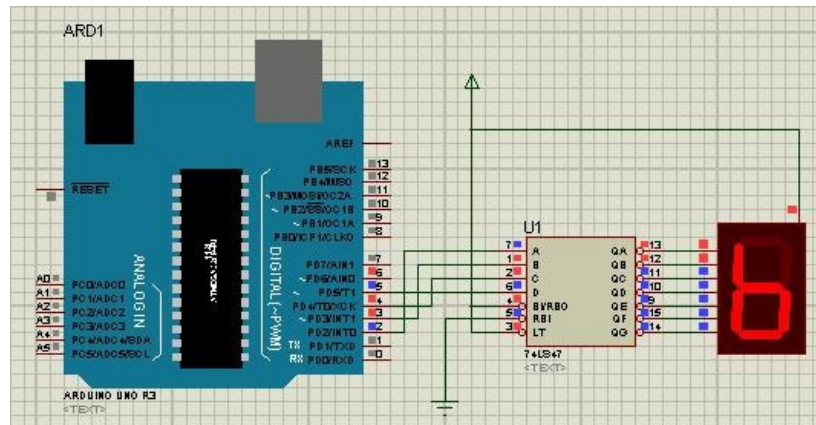 ARD1
AREF
PB5/SCK 13
PB4/MISO 12
~ PB3/MOSI/OC2A 11
~ PB2/SS/OC1B 10
~ PB1/OC1A 9
PB0/ICP1/CLKO 8
RESET
DIGITAL (~PWM)
ANALOG IN
PD7/AIN1 7
~ PD6/AIN0 6
~ PD5/T1 5
PD4/T0/XCK 4
~ PD3/INT1 3
PD2/INT0 2
TX PD1/TXD 1
RX PD0/RXD 0
A0 PC0/ADC0
A1 PC1/ADC1
A2 PC2/ADC2
A3 PC3/ADC3
A4 PC4/ADC4/SDA
A5 PC5/ADC5/SCL
ARDUINO UNO R3
<TEXT>
U1
7 A QA 13
1 B QB 12
2 C QC 11
6 D QD 10
4 BI/RBO QE 9
5 RBI QF 15
3 LT QG 14
74LS47
<TEXT>